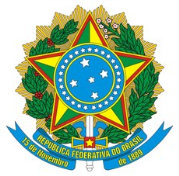 REPÚBLICA FEDERATIVA DO BRASIL
15 de Novembro
de 1889